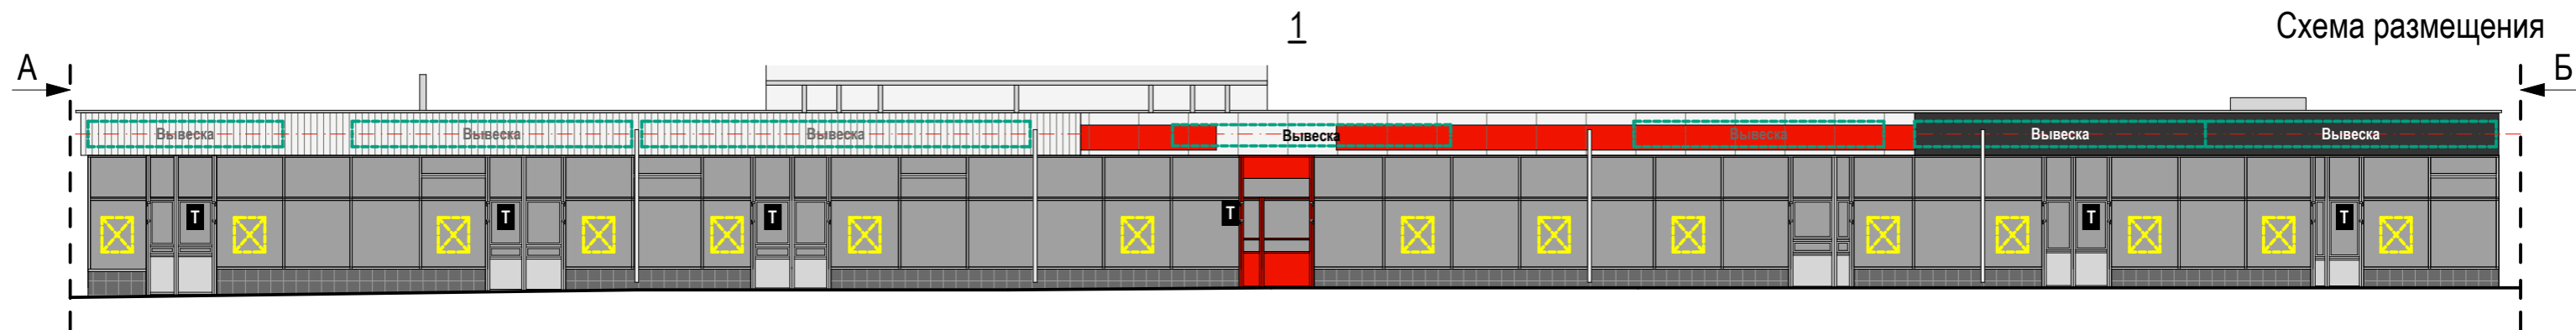 1
Схема размещения
А
Б
Вывеска Вывеска Вывеска Вывеска Вывеска Вывеска Вывеска
Т Т Т Т Т Т